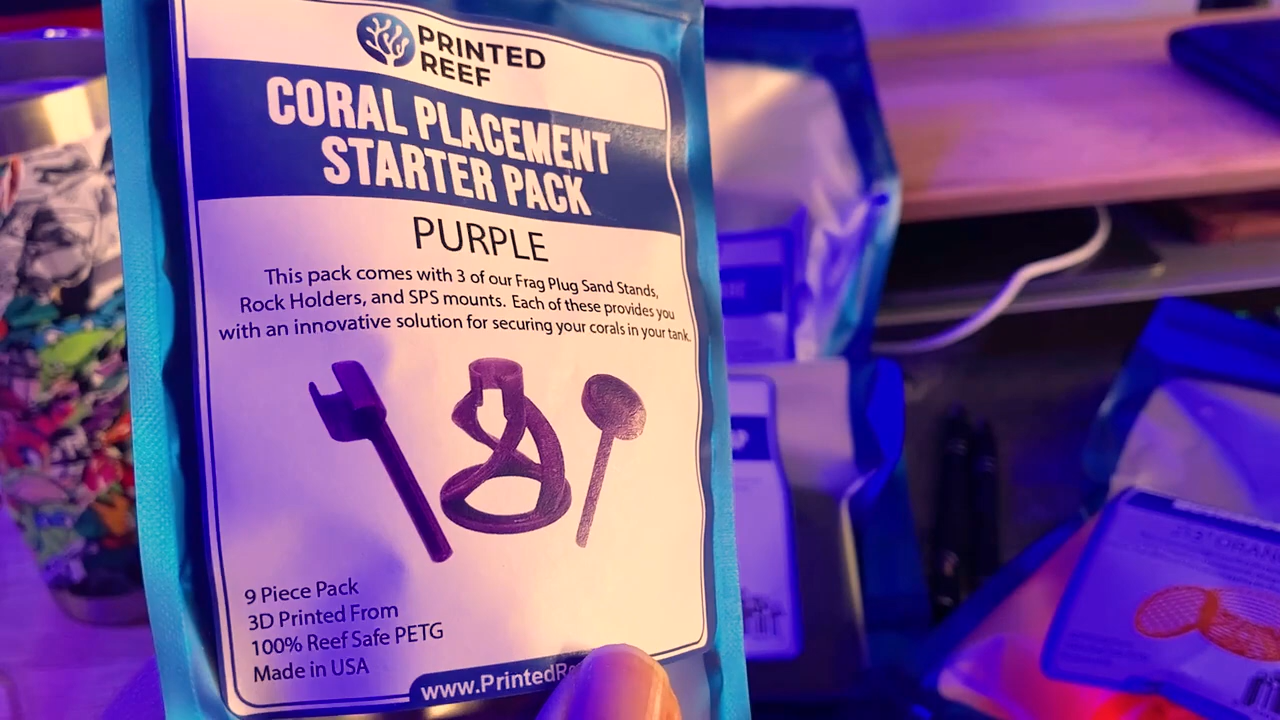 PRINTED
REEF
CORAL PLACEMENT
STARTER PACK
PURPLE
This pack comes with 3 of our Frag Plug Sand Stands,
Rock Holders, and SPS mounts. Each of these provides you
with an innovative solution for securing your corals in your tank.
9 Piece Pack
3D Printed From
100% Reef Safe PETG
Made in USA